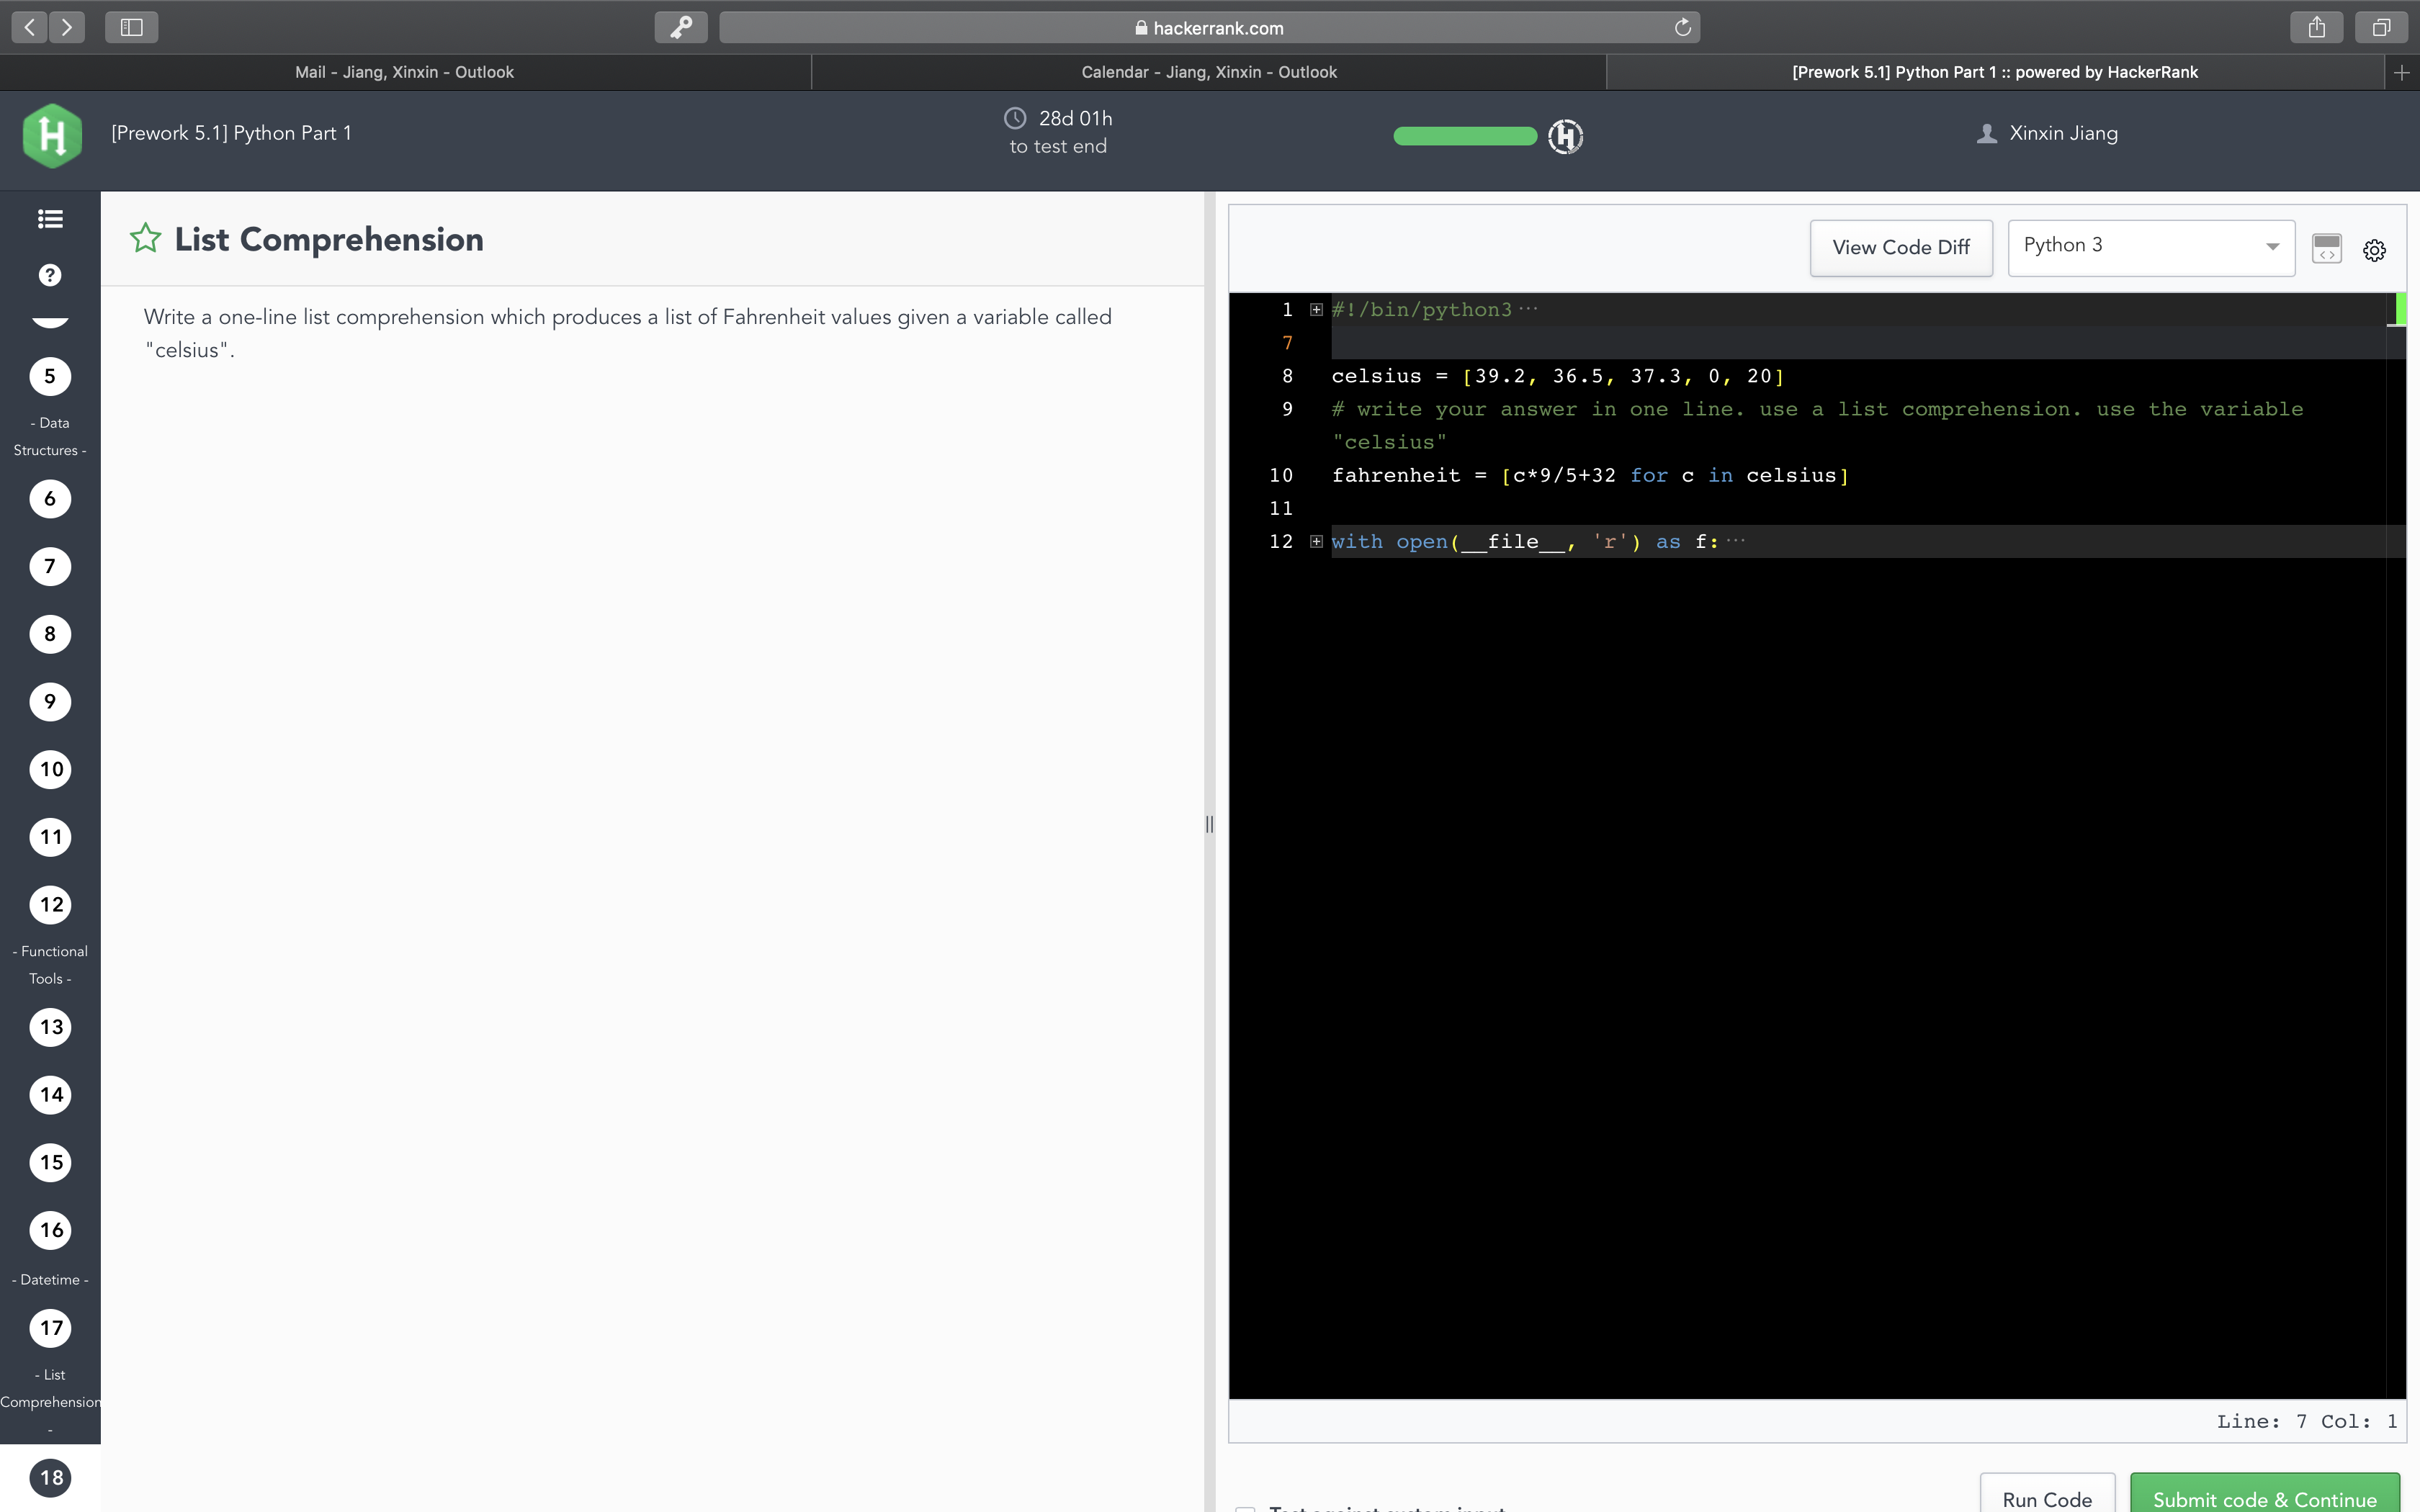 hackerrank.com
Mail - Jiang, Xinxin - Outlook
Calendar - Jiang, Xinxin - Outlook
[Prework 5.1] Python Part 1 :: powered by HackerRank
[Prework 5.1] Python Part 1
28d 01h
to test end
Xinxin Jiang
List Comprehension
Write a one-line list comprehension which produces a list of Fahrenheit values given a variable called
"celsius".
5
- Data
Structures -
6
7
8
9
10
11
12
- Functional
Tools -
13
14
15
16
- Datetime -
17
- List
Comprehension
-
18
View Code Diff
Python 3
1 #!/bin/python3 ···
7
8 celsius = [39.2, 36.5, 37.3, 0, 20]
9 # write your answer in one line. use a list comprehension. use the variable
"celsius"
10 fahrenheit = [c*9/5+32 for c in celsius]
11
12 with open(__file__, 'r') as f: ···
Line: 7 Col: 1
Test against custom input
Run Code
Submit code & Continue